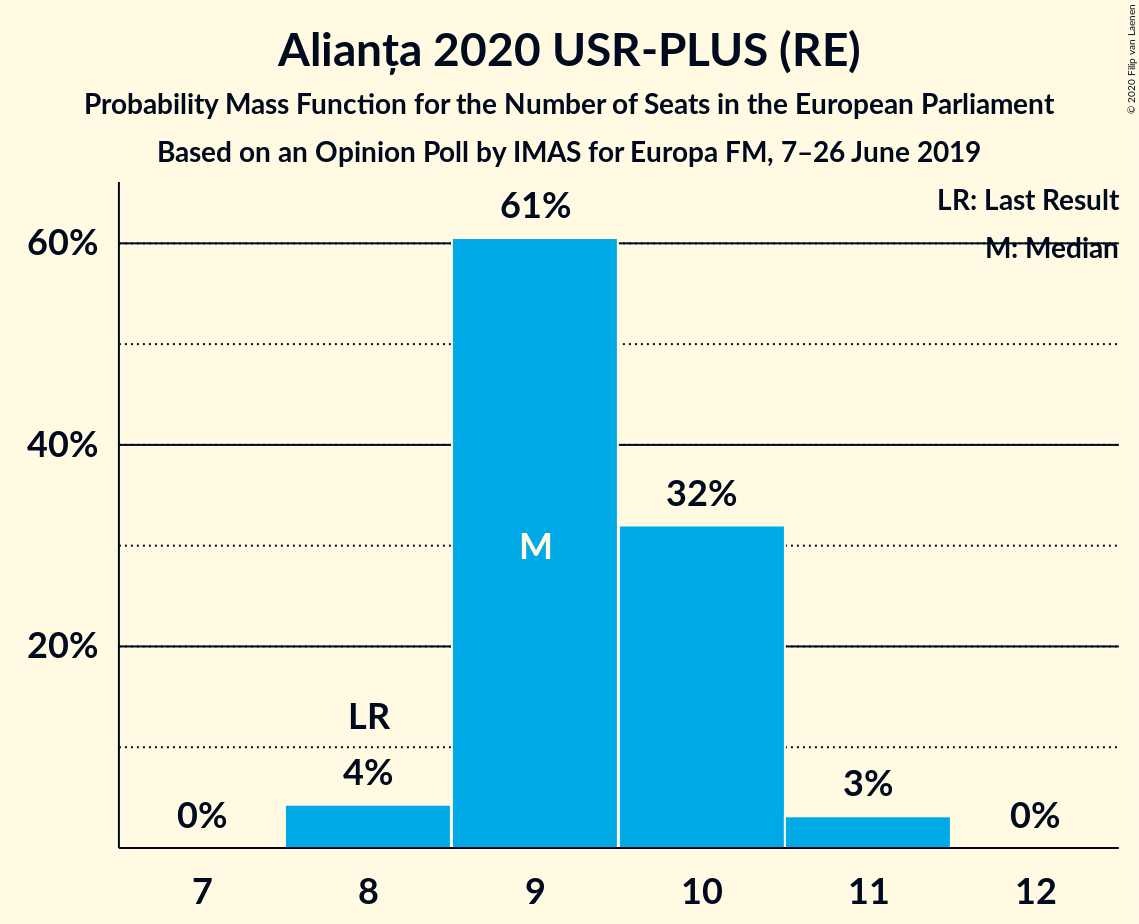 Alianța 2020 USR-PLUS (RE)
Probability Mass Function for the Number of Seats in the European Parliament
Based on an Opinion Poll by IMAS for Europa FM, 7–26 June 2019
© 2020 Filip van Laenen
LR: Last Result
M: Median
60%
40%
20%
0%
LR
4%
61%
M
32%
3%
0%
7
8
9
10
11
12